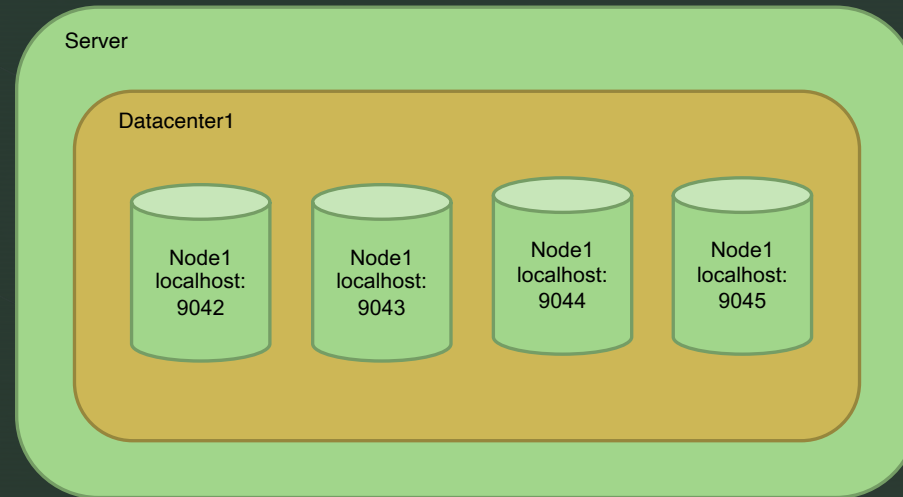 Server
Datacenter1
Node1
localhost:
9042
Node1
localhost:
9043
Node1
localhost:
9044
Node1
localhost:
9045